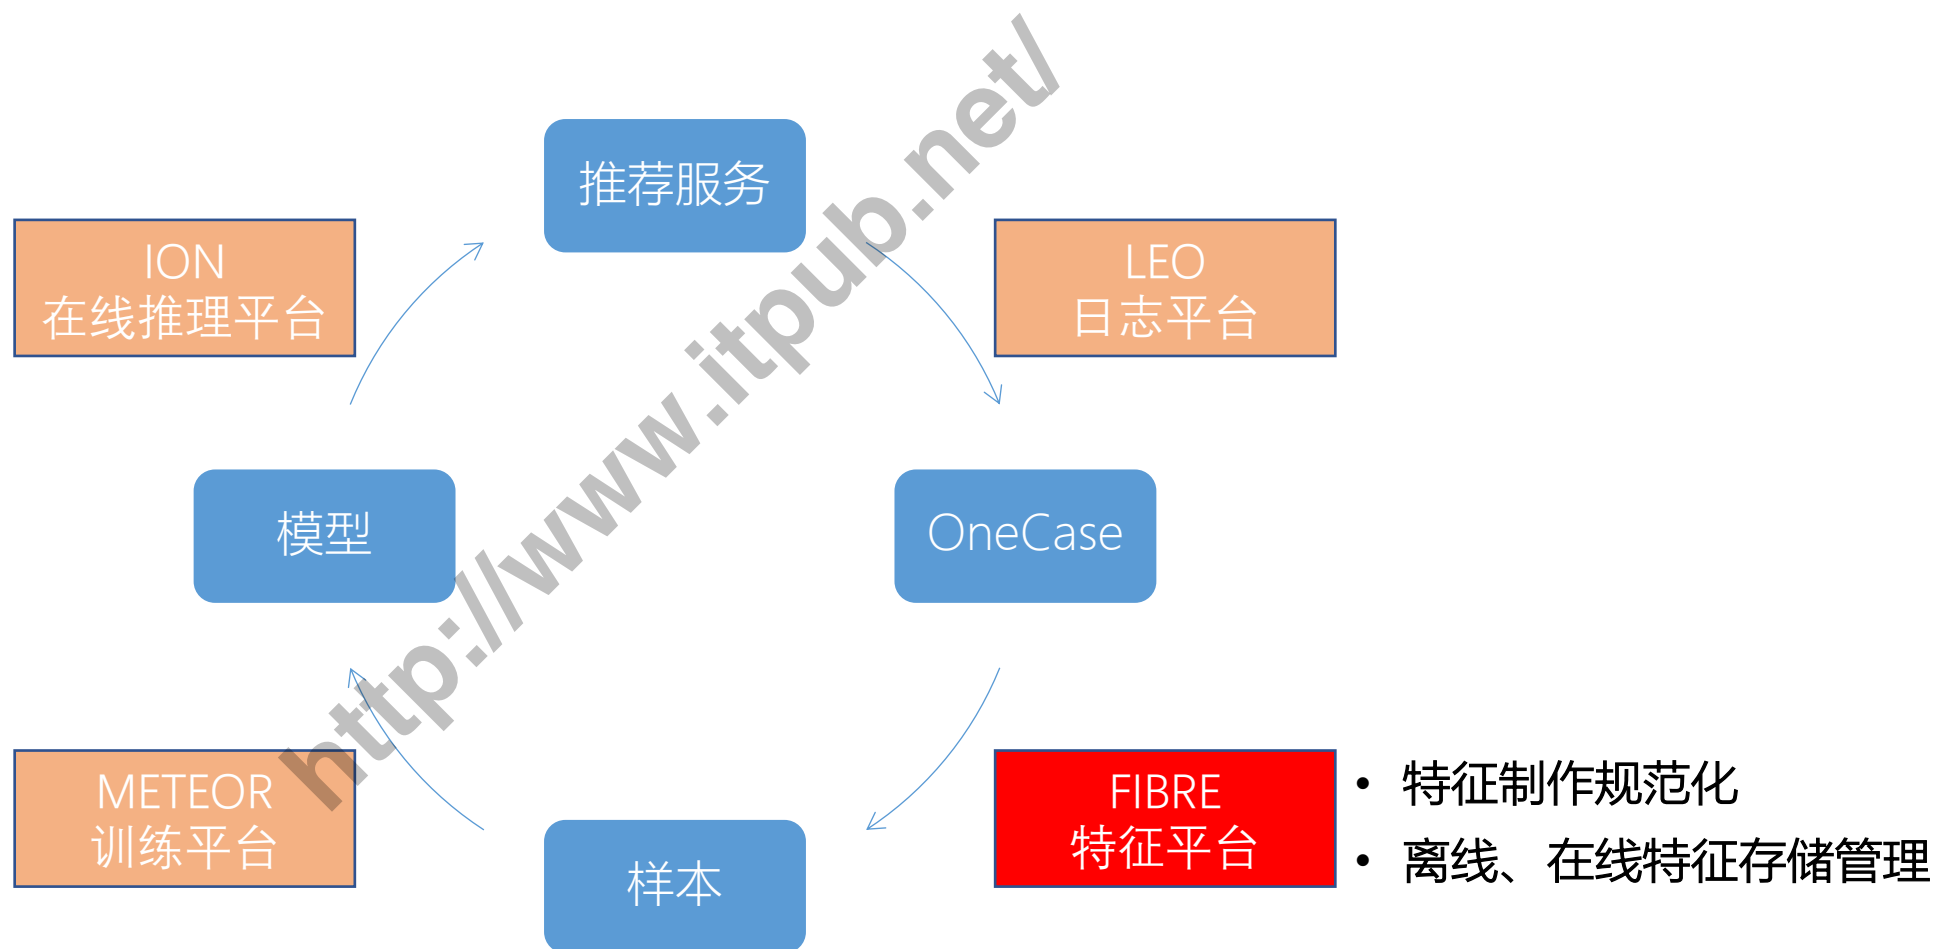 推荐服务
ION
在线推理平台
LEO
日志平台
模型
OneCase
METEOR
训练平台
FIBRE
特征平台
• 特征制作规范化
• 离线、在线特征存储管理
样本
http://www.itpub.net/